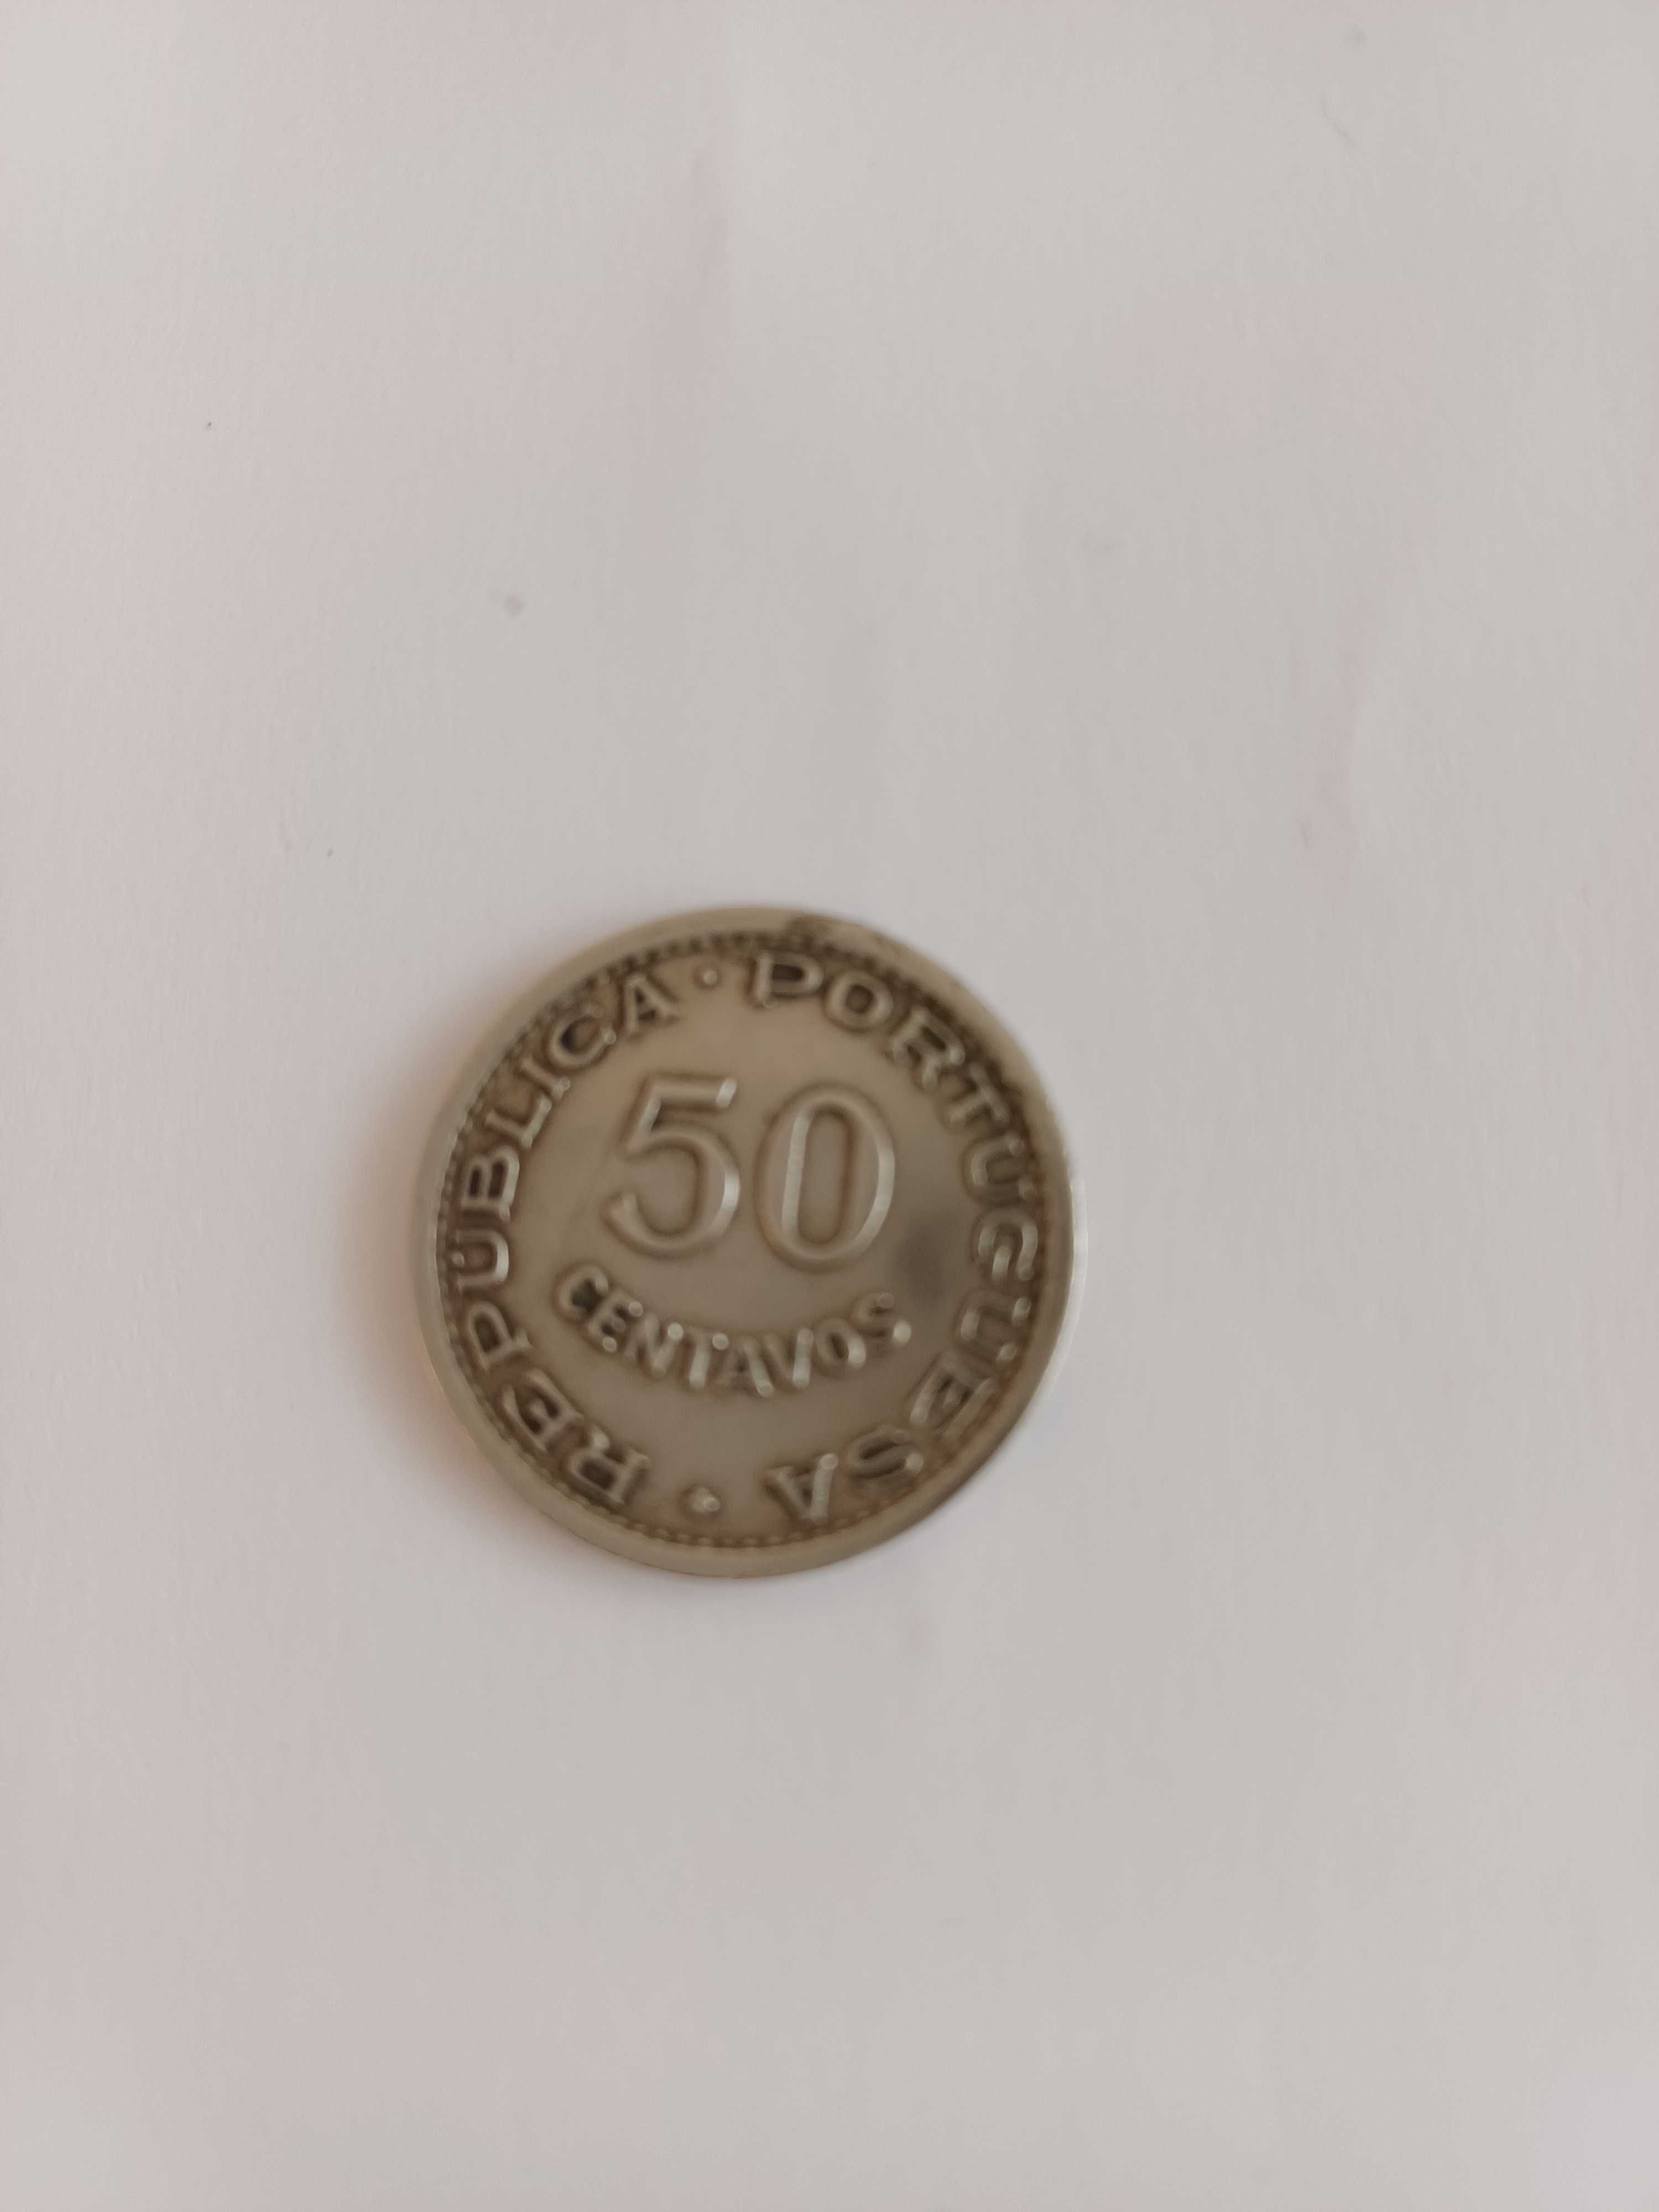 REPÚBLICA · PORTUGUESA ·
50
CENTAVOS